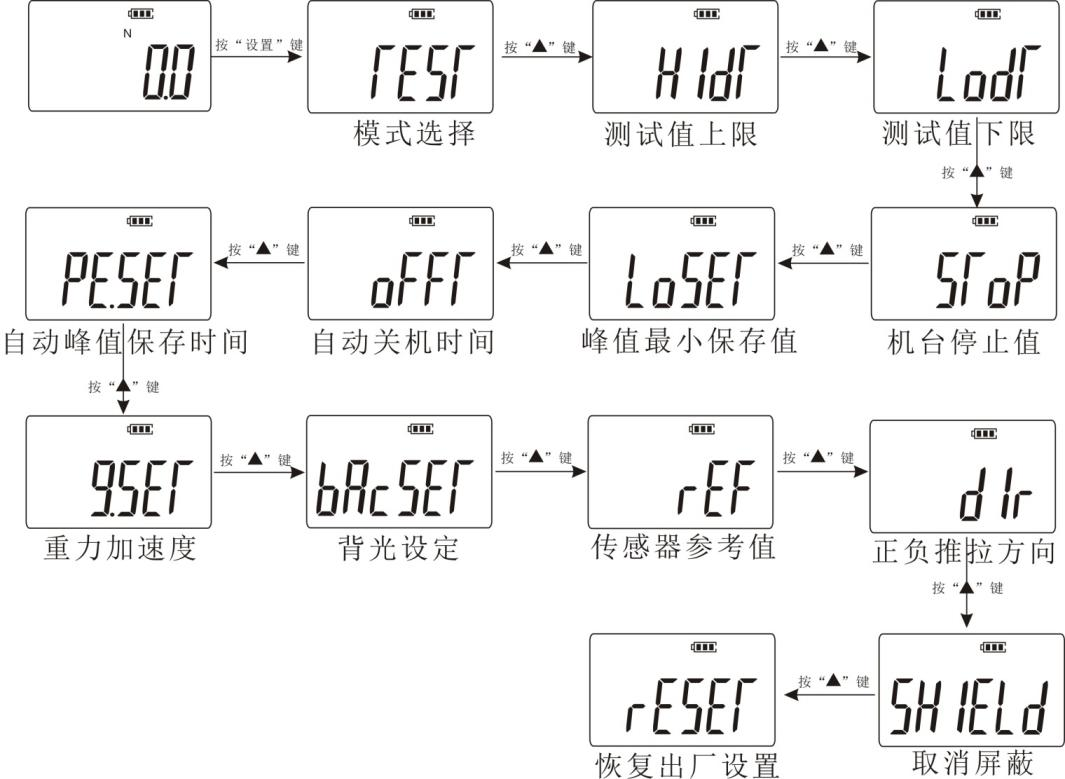 N
0.0
按“设置”键
TEST
模式选择
按“▲”键
HIdT
测试值上限
按“▲”键
LodT
测试值下限
按“▲”键
SToP
机台停止值
按“▲”键
LoSET
峰值最小保存值
按“▲”键
oFFT
自动关机时间
按“▲”键
PE.SET
自动峰值保存时间
按“▲”键
g.SET
重力加速度
按“▲”键
bAcSET
背光设定
按“▲”键
rEF
传感器参考值
按“▲”键
dIr
正负推拉方向
按“▲”键
SHIELd
取消屏蔽
按“▲”键
rESET
恢复出厂设置